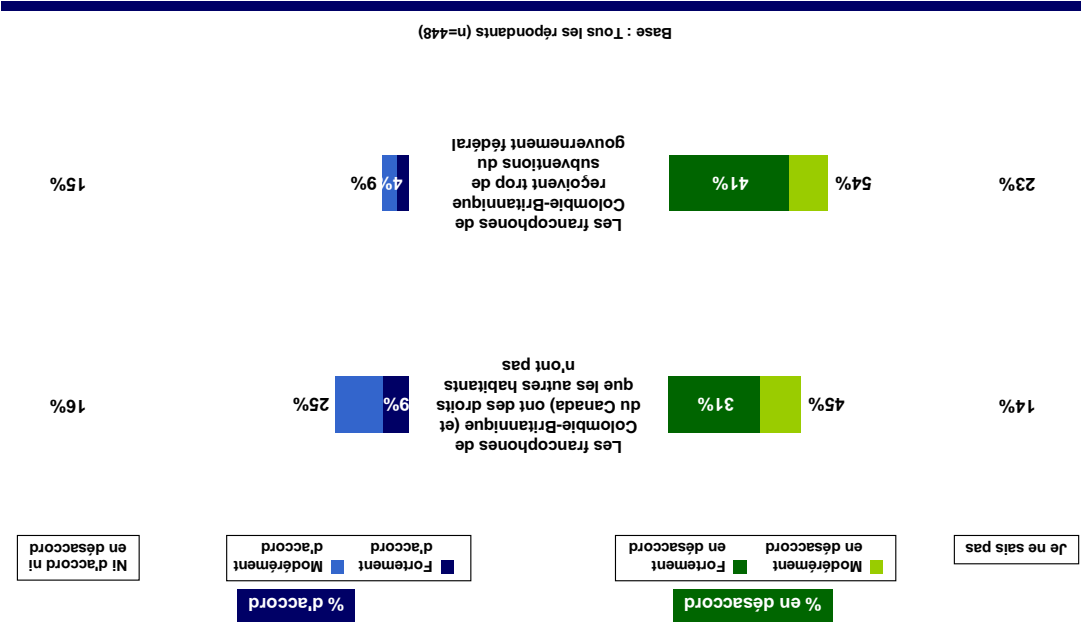 % en désaccord
% d'accord
Je ne sais pas
Modérément
en désaccord
Fortement
en désaccord
Fortement
d'accord
Modérément
d'accord
Ni d'accord ni
en désaccord
14%
45%
31%
Les francophones de
Colombie-Britannique (et
du Canada) ont des droits
que les autres habitants
n'ont pas
9%
25%
16%
23%
54%
41%
Les francophones de
Colombie-Britannique
reçoivent trop de
subventions du
gouvernement fédéral
4%
9%
15%
Base : Tous les répondants (n=448)